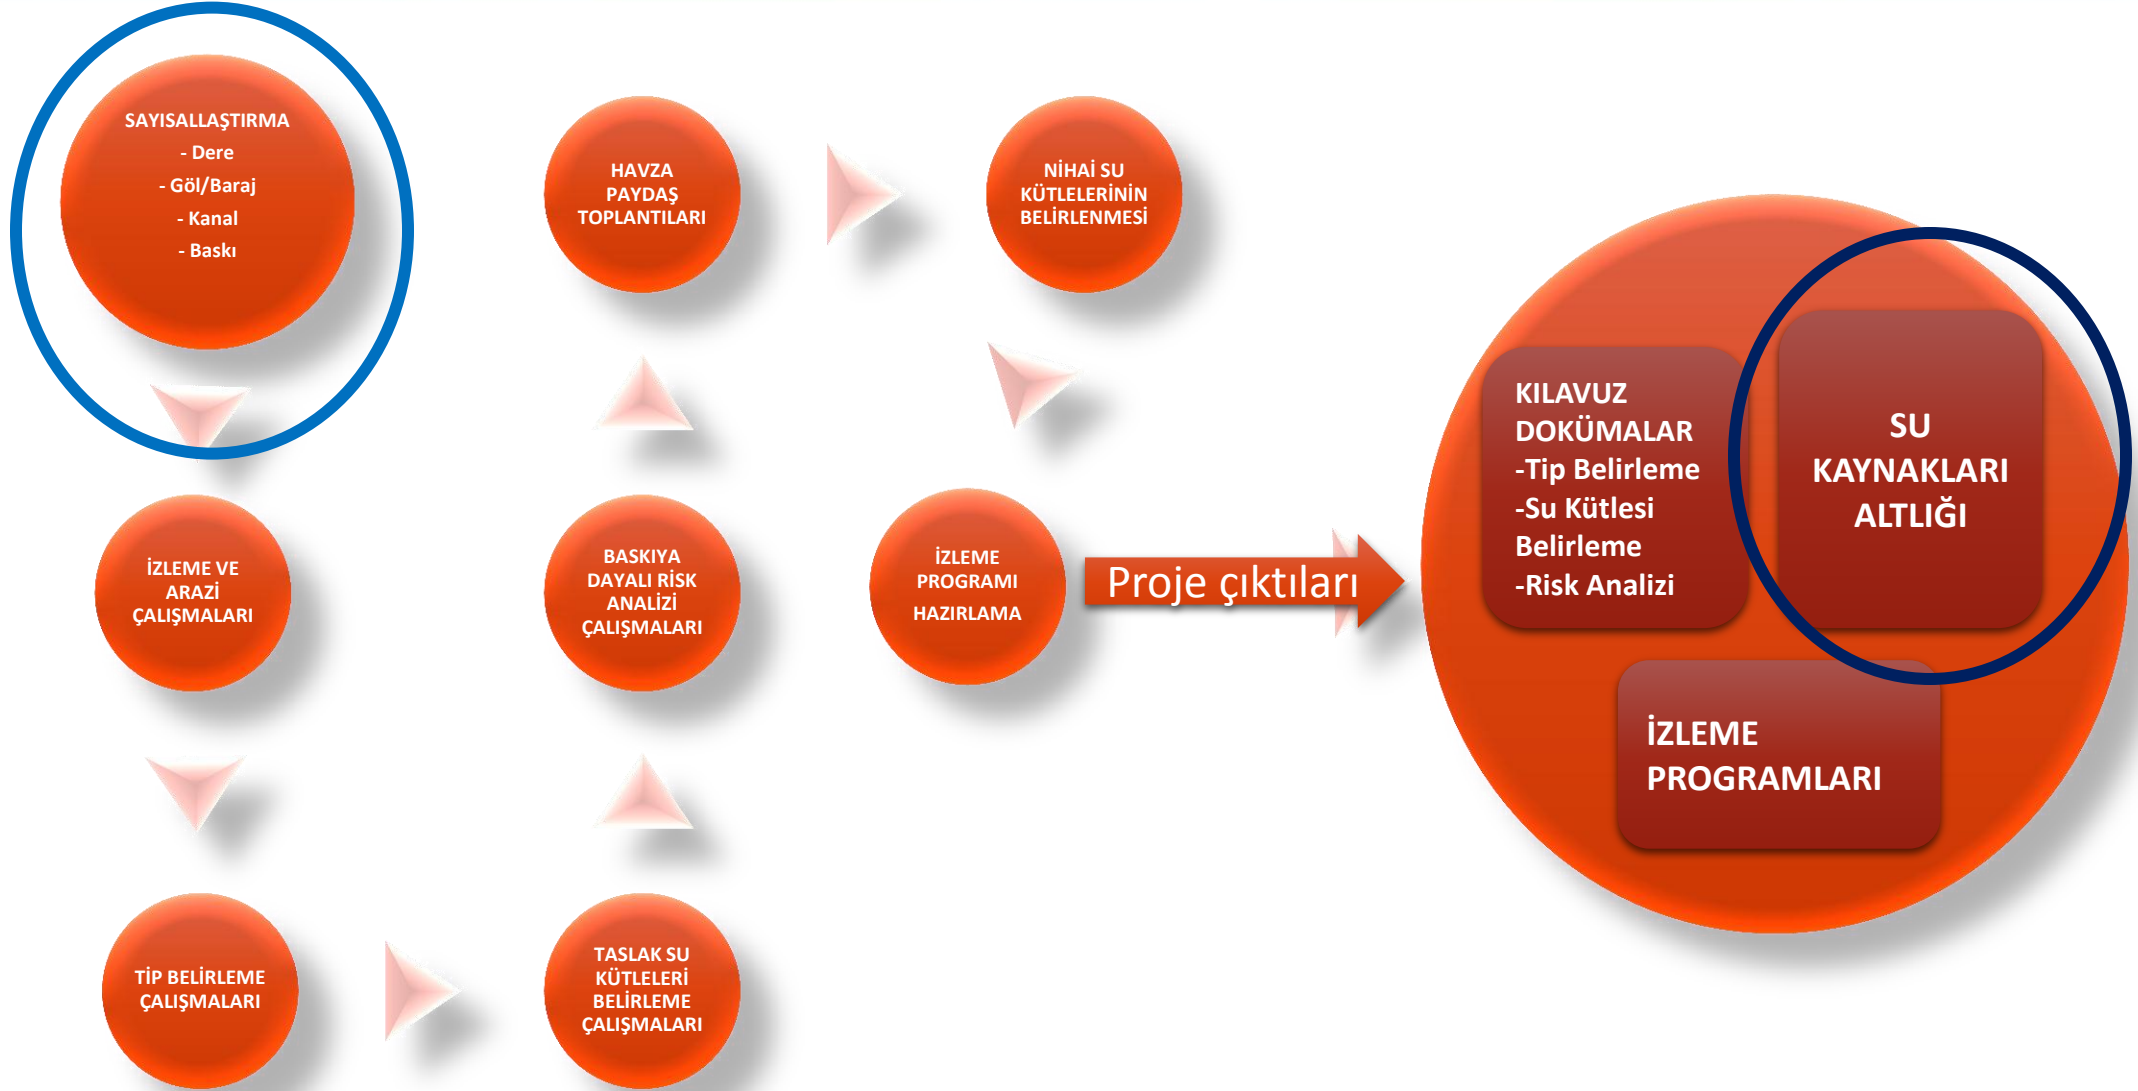 SAYISALLAŞTIRMA
- Dere
- Göl/Baraj
- Kanal
- Baskı
İZLEME VE
ARAZİ
ÇALIŞMALARI
TİP BELİRLEME
ÇALIŞMALARI
TASLAK SU
KÜTLELERİ
BELİRLEME
ÇALIŞMALARI
BASKIYA
DAYALI RİSK
ANALİZİ
ÇALIŞMALARI
HAVZA
PAYDAŞ
TOPLANTILARI
NİHAİ SU
KÜTLELERİNİN
BELİRLENMESİ
İZLEME
PROGRAMI
HAZIRLAMA
Proje çıktıları
KILAVUZ
DOKÜMALAR
-Tip Belirleme
-Su Kütlesi
Belirleme
-Risk Analizi
SU
KAYNAKLARI
ALTLIĞI
İZLEME
PROGRAMLARI